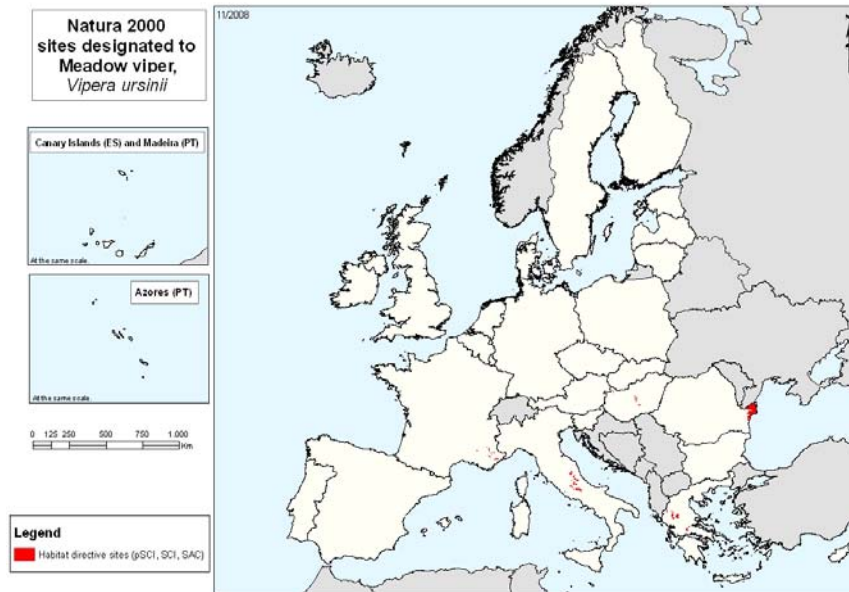 Natura 2000
sites designated to
Meadow viper,
Vipera ursinii
11/2008
Canary Islands (ES) and Madeira (PT)
At the same scale.
Azores (PT)
At the same scale.
0 125 250 500 750 1 000
Km
Legend
Habitat directive sites (pSCI, SCI, SAC)